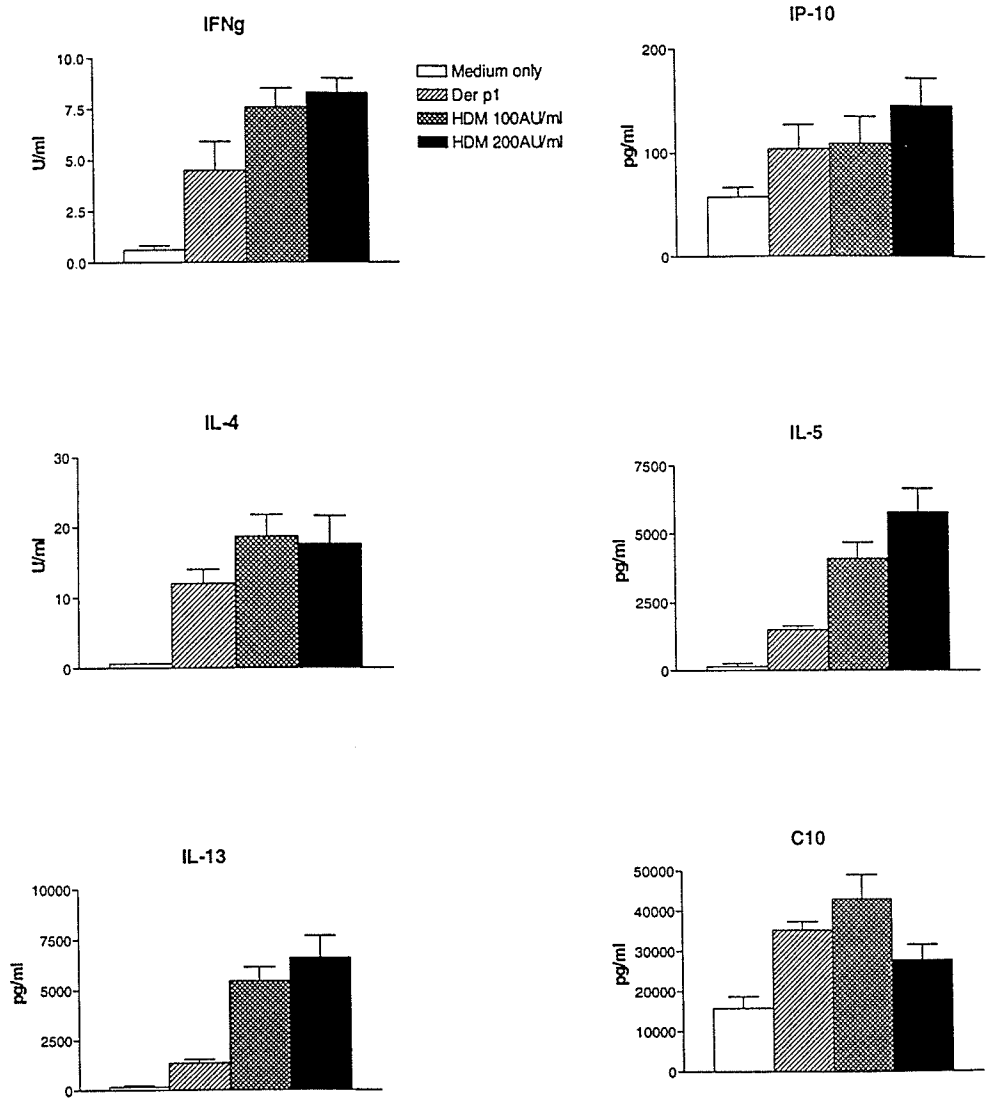 IFNg
U/ml
10.0
7.5
5.0
2.5
0.0
Medium only
Der p1
HDM 100AU/ml
HDM 200AU/ml
IP-10
pg/ml
200
100
0
IL-4
U/ml
30
20
10
0
IL-5
pg/ml
7500
5000
2500
0
IL-13
pg/ml
10000
7500
5000
2500
0
C10
pg/ml
50000
40000
30000
20000
10000
0